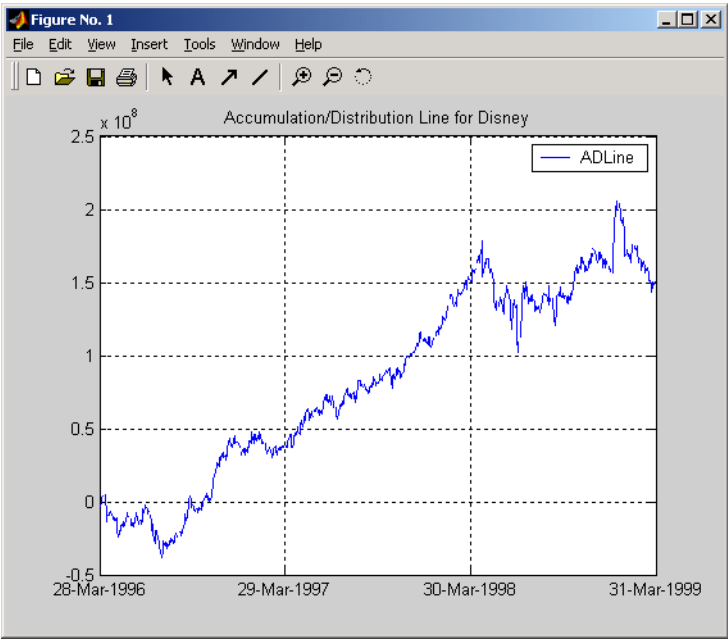 Figure No. 1
File Edit View Insert Tools Window Help
A
x 10^8
Accumulation/Distribution Line for Disney
2.5
ADLine
2
1.5
1
0.5
0
-0.5
28-Mar-1996 29-Mar-1997 30-Mar-1998 31-Mar-1999